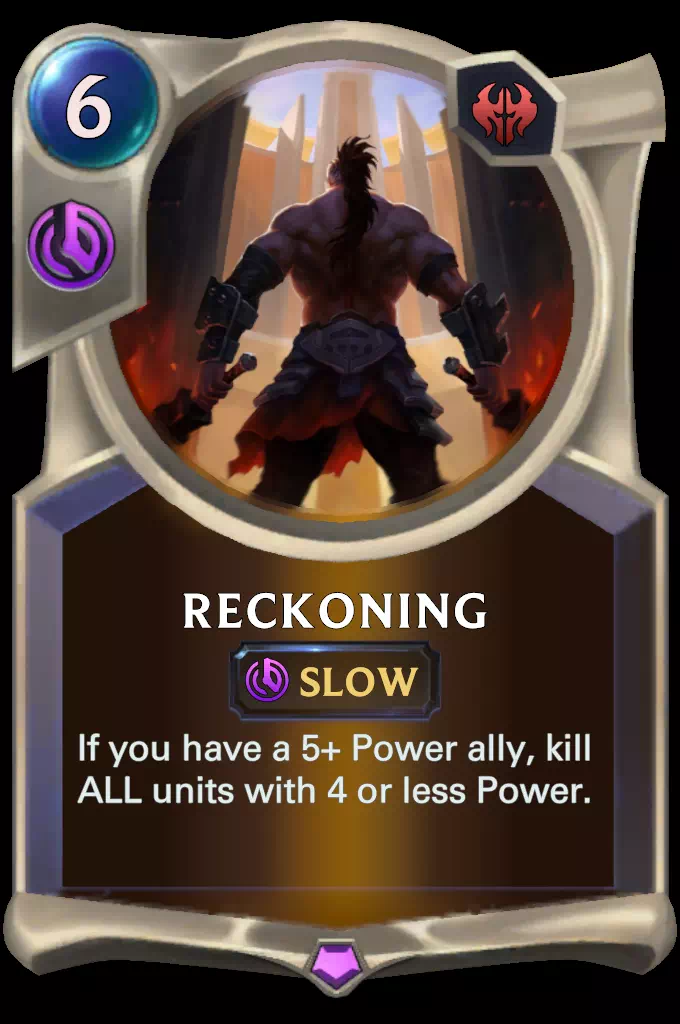 6
RECKONING
SLOW
If you have a 5+ Power ally, kill
ALL units with 4 or less Power.